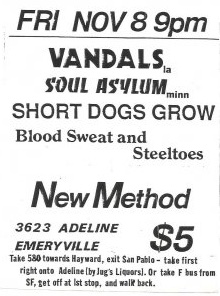 FRI NOV 8 9pm
VANDALS la
SOUL ASYLUM minn
SHORT DOGS GROW
Blood Sweat and
Steeltoes
New Method
3623 ADELINE
EMERYVILLE $5
Take 580 towards Hayward, exit San Pablo - take first
right onto Adeline (by Jug's Liquors). Or take F bus from
SF, get off at 1st stop, and walk back.